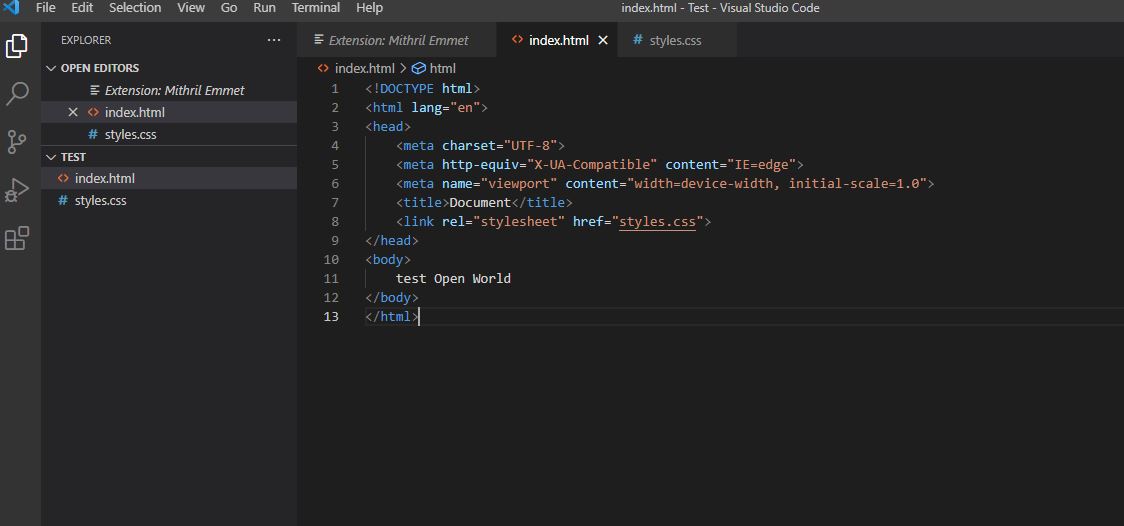 File Edit Selection View Go Run Terminal Help index.html - Test - Visual Studio Code
EXPLORER ...
OPEN EDITORS
Extension: Mithril Emmet
index.html
styles.css
TEST
index.html
styles.css
Extension: Mithril Emmet index.html styles.css
index.html > html
1 <!DOCTYPE html>
2 <html lang="en">
3 <head>
4 <meta charset="UTF-8">
5 <meta http-equiv="X-UA-Compatible" content="IE=edge">
6 <meta name="viewport" content="width=device-width, initial-scale=1.0">
7 <title>Document</title>
8 <link rel="stylesheet" href="styles.css">
9 </head>
10 <body>
11 test Open World
12 </body>
13 </html>